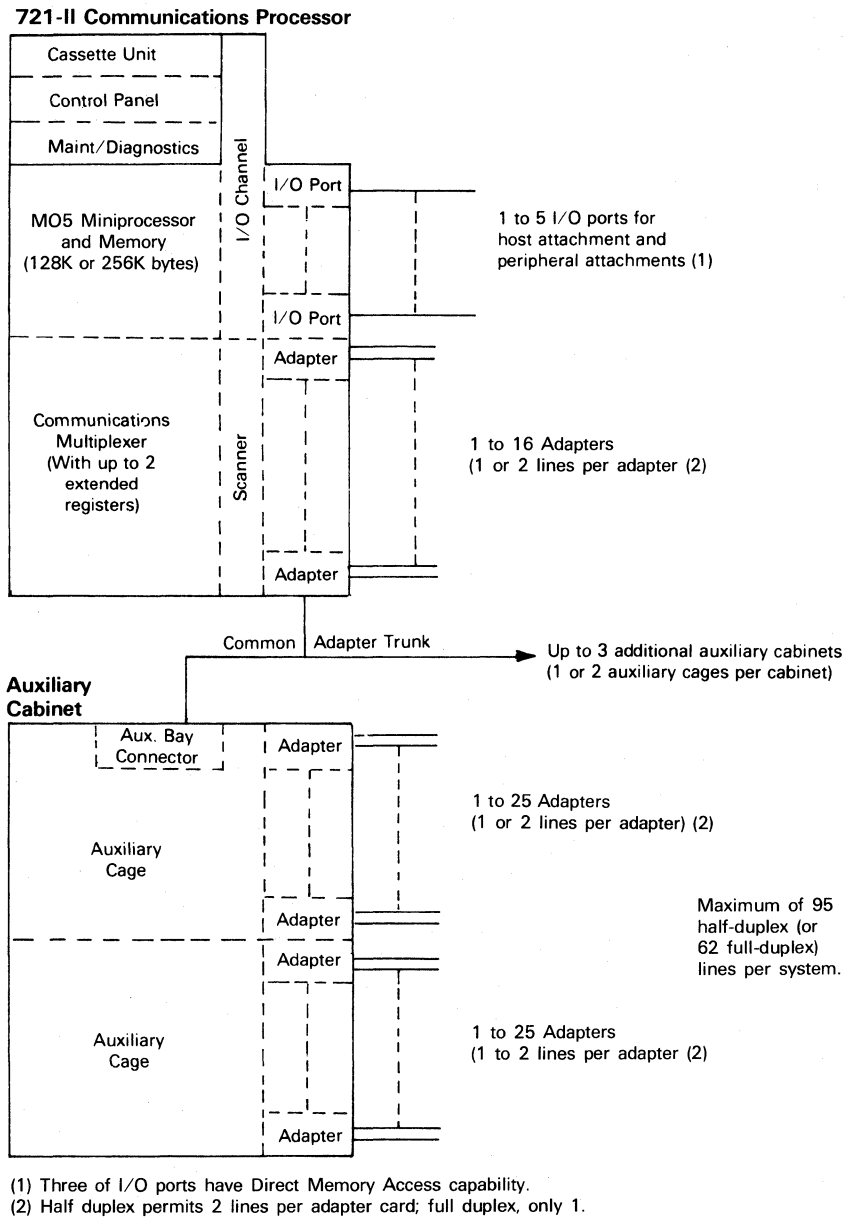 721-II Communications Processor
Cassette Unit
Control Panel
Maint/Diagnostics
I/O Channel
I/O Port
MO5 Miniprocessor
and Memory
(128K or 256K bytes)
1 to 5 I/O ports for
host attachment and
peripheral attachments (1)
I/O Port
Adapter
Communications
Multiplexer
(With up to 2
extended
registers)
Scanner
1 to 16 Adapters
(1 or 2 lines per adapter (2)
Adapter
Common Adapter Trunk
Up to 3 additional auxiliary cabinets
(1 or 2 auxiliary cages per cabinet)
Auxiliary
Cabinet
Aux. Bay
Connector
Adapter
1 to 25 Adapters
(1 or 2 lines per adapter) (2)
Auxiliary
Cage
Adapter
Maximum of 95
half-duplex (or
62 full-duplex)
lines per system.
Adapter
Auxiliary
Cage
1 to 25 Adapters
(1 to 2 lines per adapter (2)
Adapter
(1) Three of I/O ports have Direct Memory Access capability.
(2) Half duplex permits 2 lines per adapter card; full duplex, only 1.